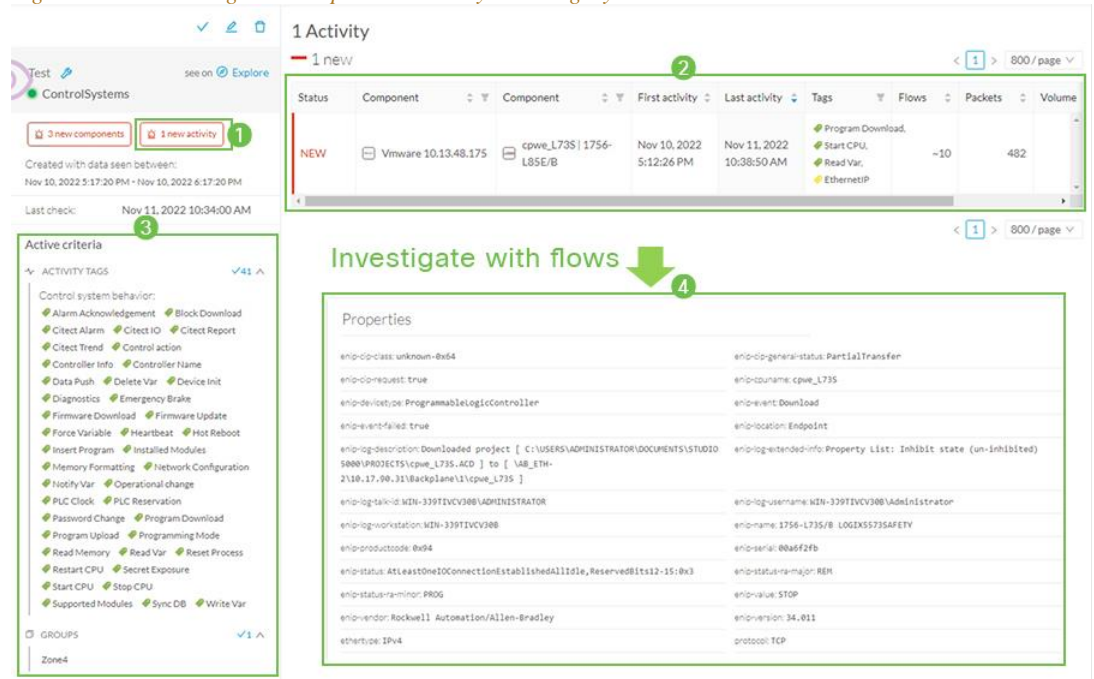 Test
see on Explore
ControlSystems
3 new components
1 new activity
1
Created with data seen between:
Nov 10, 2022 5:17:20 PM - Nov 10, 2022 6:17:20 PM
Last check: Nov 11, 2022 10:34:00 AM
3
Active criteria
ACTIVITY TAGS
41
Control system behavior:
Alarm Acknowledgement Block Download
Citect Alarm Citect IO Citect Report
Citect Trend Control action
Controller Info Controller Name
Data Push Delete Var Device Init
Diagnostics Emergency Brake
Firmware Download Firmware Update
Force Variable Heartbeat Hot Reboot
Insert Program Installed Modules
Memory Formatting Network Configuration
Notify Var Operational change
PLC Clock PLC Reservation
Password Change Program Download
Program Upload Programming Mode
Read Memory Read Var Reset Process
Restart CPU Secret Exposure
Start CPU Stop CPU
Supported Modules Sync DB Write Var
GROUPS
1
Zone4
1 Activity
1 new
< 1 > 800 / page
2
Status Component Component First activity Last activity Tags Flows Packets Volume
NEW
Vmware 10.13.48.175
cpwe_L73S | 1756-
L85E/B
Nov 10, 2022
5:12:26 PM
Nov 11, 2022
10:38:50 AM
Program Download,
Start CPU,
Read Var,
EthernetIP
~10
482
< 1 > 800 / page
Investigate with flows
4
Properties
enip-cip-class: unknown-0x64
enip-cip-general-status: PartialTransfer
enip-cip-request: true
enip-cpuname: cpwe_L73S
enip-devicetype: ProgrammableLogicController
enip-event: Download
enip-event-failed: true
enip-location: Endpoint
enip-log-description: Downloaded project [ C:\USERS\ADMINISTRATOR\DOCUMENTS\STUDIO
5000\PROJECTS\cpwe_L73S.ACD ] to [ \AB_ETH-
2\10.17.90.31\Backplane\1\cpwe_L73S ]
enip-log-extended-info: Property List: Inhibit state (un-inhibited)
enip-log-talk-id: WIN-339TIVCV30B\ADMINISTRATOR
enip-log-username: WIN-339TIVCV30B\Administrator
enip-log-workstation: WIN-339TIVCV30B
enip-name: 1756-L73S/B LOGIX5573SAFETY
enip-productcode: 0x94
enip-serial: 00a6f2fb
enip-status: AtLeastOneIOConnectionEstablishedAllIdle,ReservedBits12-15:0x3
enip-status-ra-major: REM
enip-status-ra-minor: PROG
enip-value: STOP
enip-vendor: Rockwell Automation/Allen-Bradley
enip-version: 34.011
ethertype: IPv4
protocol: TCP